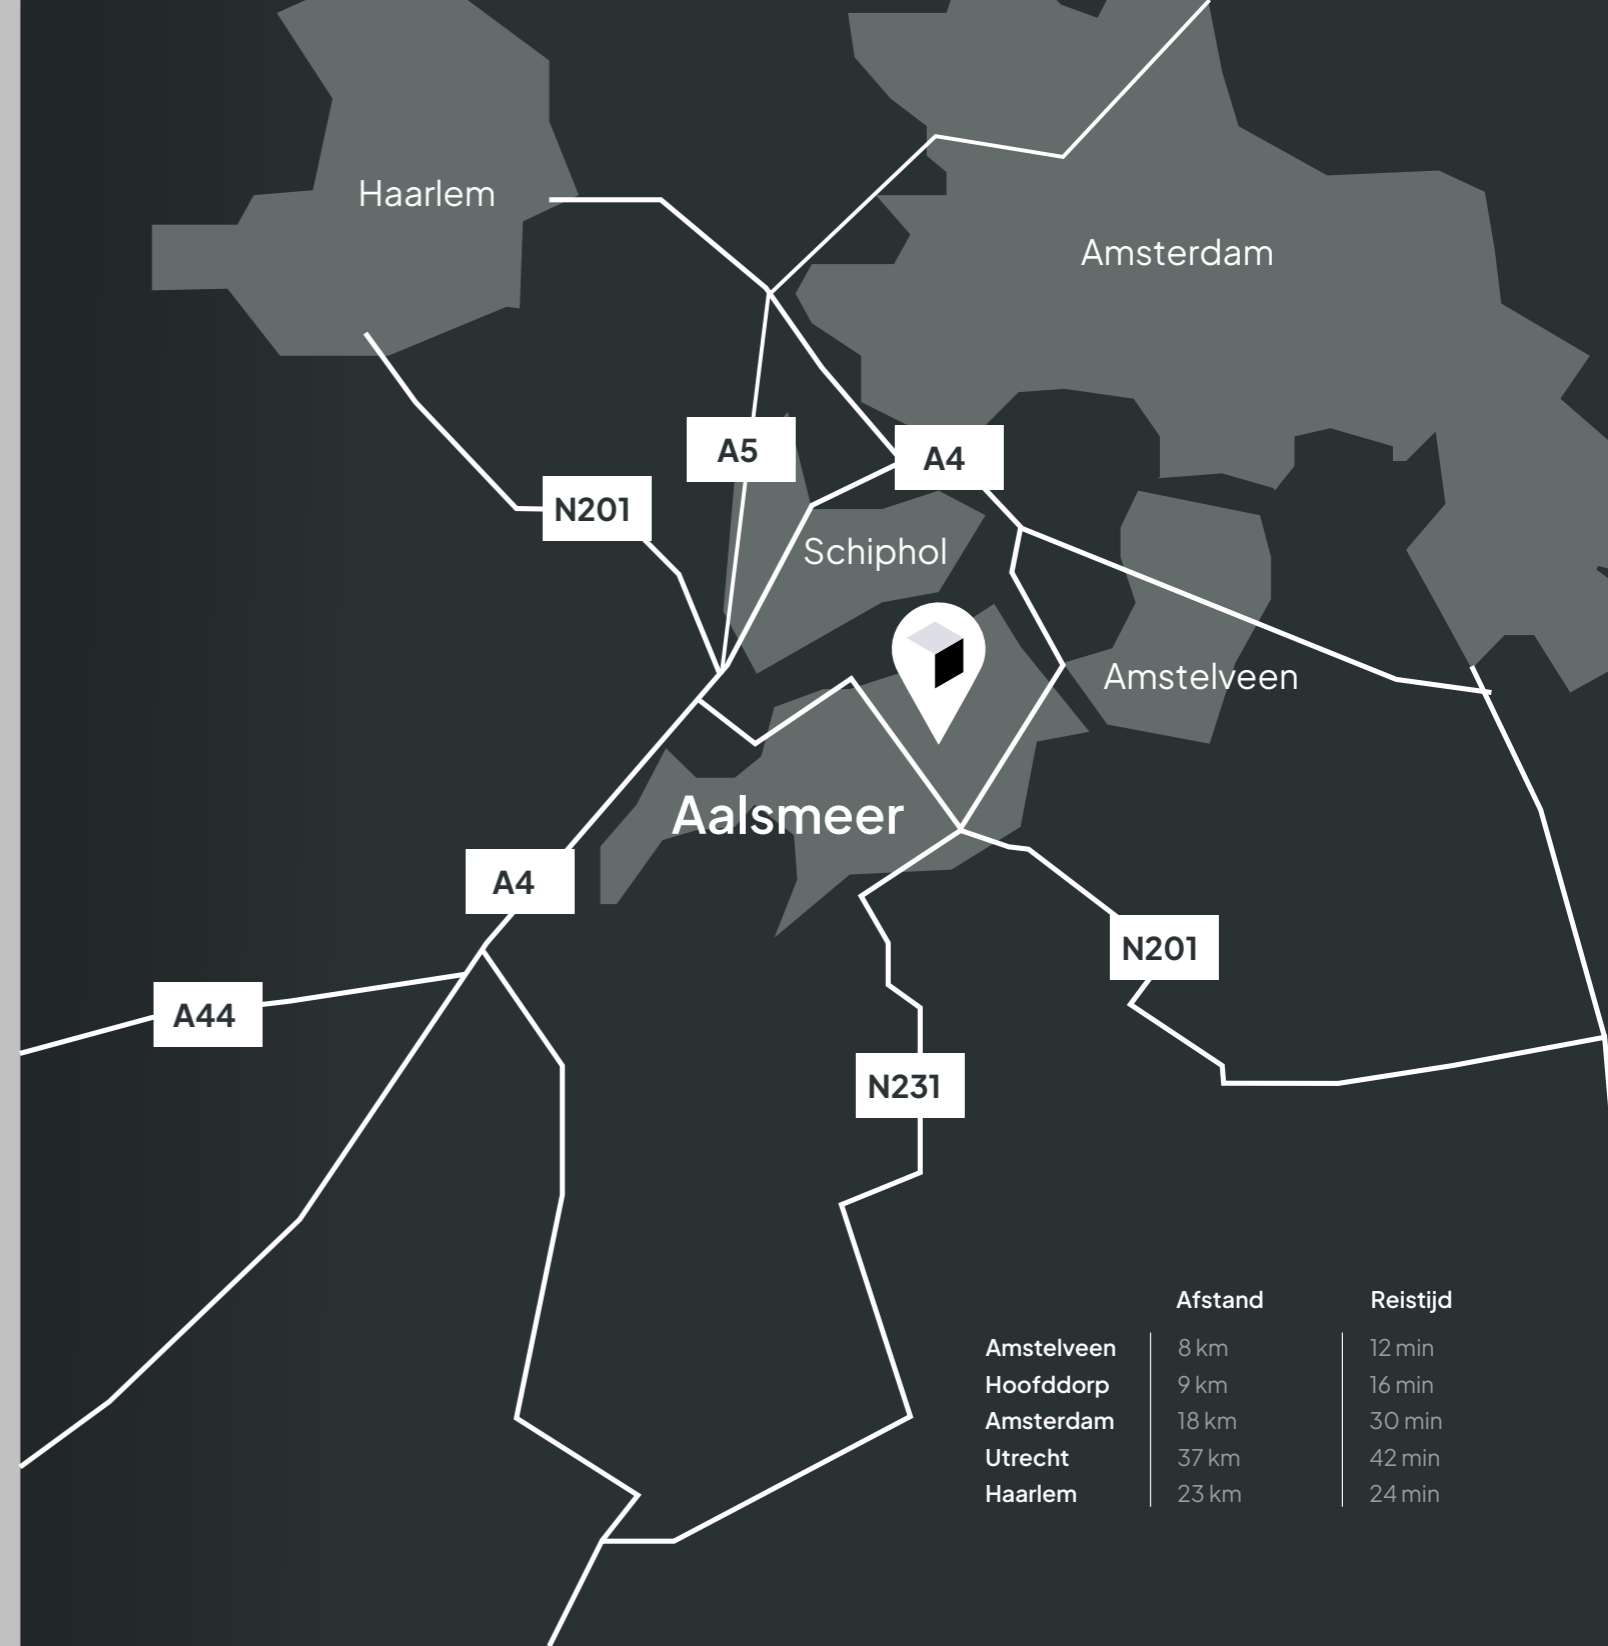 Haarlem
Amsterdam
A5
A4
N201
Schiphol
Amstelveen
Aalsmeer
A4
N201
A44
N231
Afstand Reistijd
Amstelveen 8 km 12 min
Hoofddorp 9 km 16 min
Amsterdam 18 km 30 min
Utrecht 37 km 42 min
Haarlem 23 km 24 min